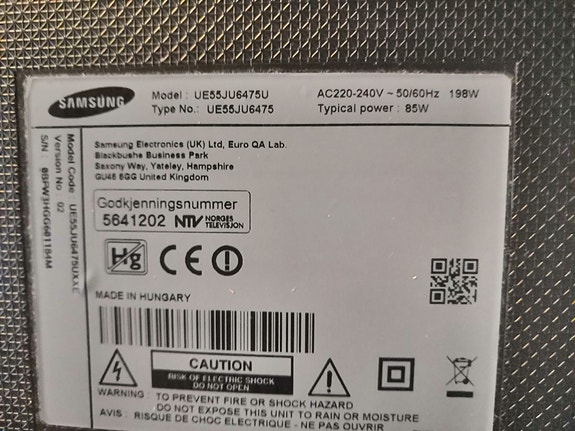 SAMSUNG
Model : UE55JU6475U
Type No.: UE55JU6475
AC220-240V ~ 50/60Hz 198W
Typical power : 85W
Model Code : UE55JU6475UXXE
Version No : 02
S/N :
Samsung Electronics (UK) Ltd, Euro QA Lab.
Blackbushe Business Park
Saxony Way, Yateley, Hampshire
GU46 6GG United Kingdom
Godkjenningsnummer
5641202 NTV NORGES
TELEVISJON
Hg CE
MADE IN HUNGARY
CAUTION
RISK OF ELECTRIC SHOCK
DO NOT OPEN
WARNING : TO PREVENT FIRE OR SHOCK HAZARD
DO NOT EXPOSE THIS UNIT TO RAIN OR MOISTURE
AVIS : RISQUE DE CHOC ELECTRIQUE - NE PAS OUVRIR